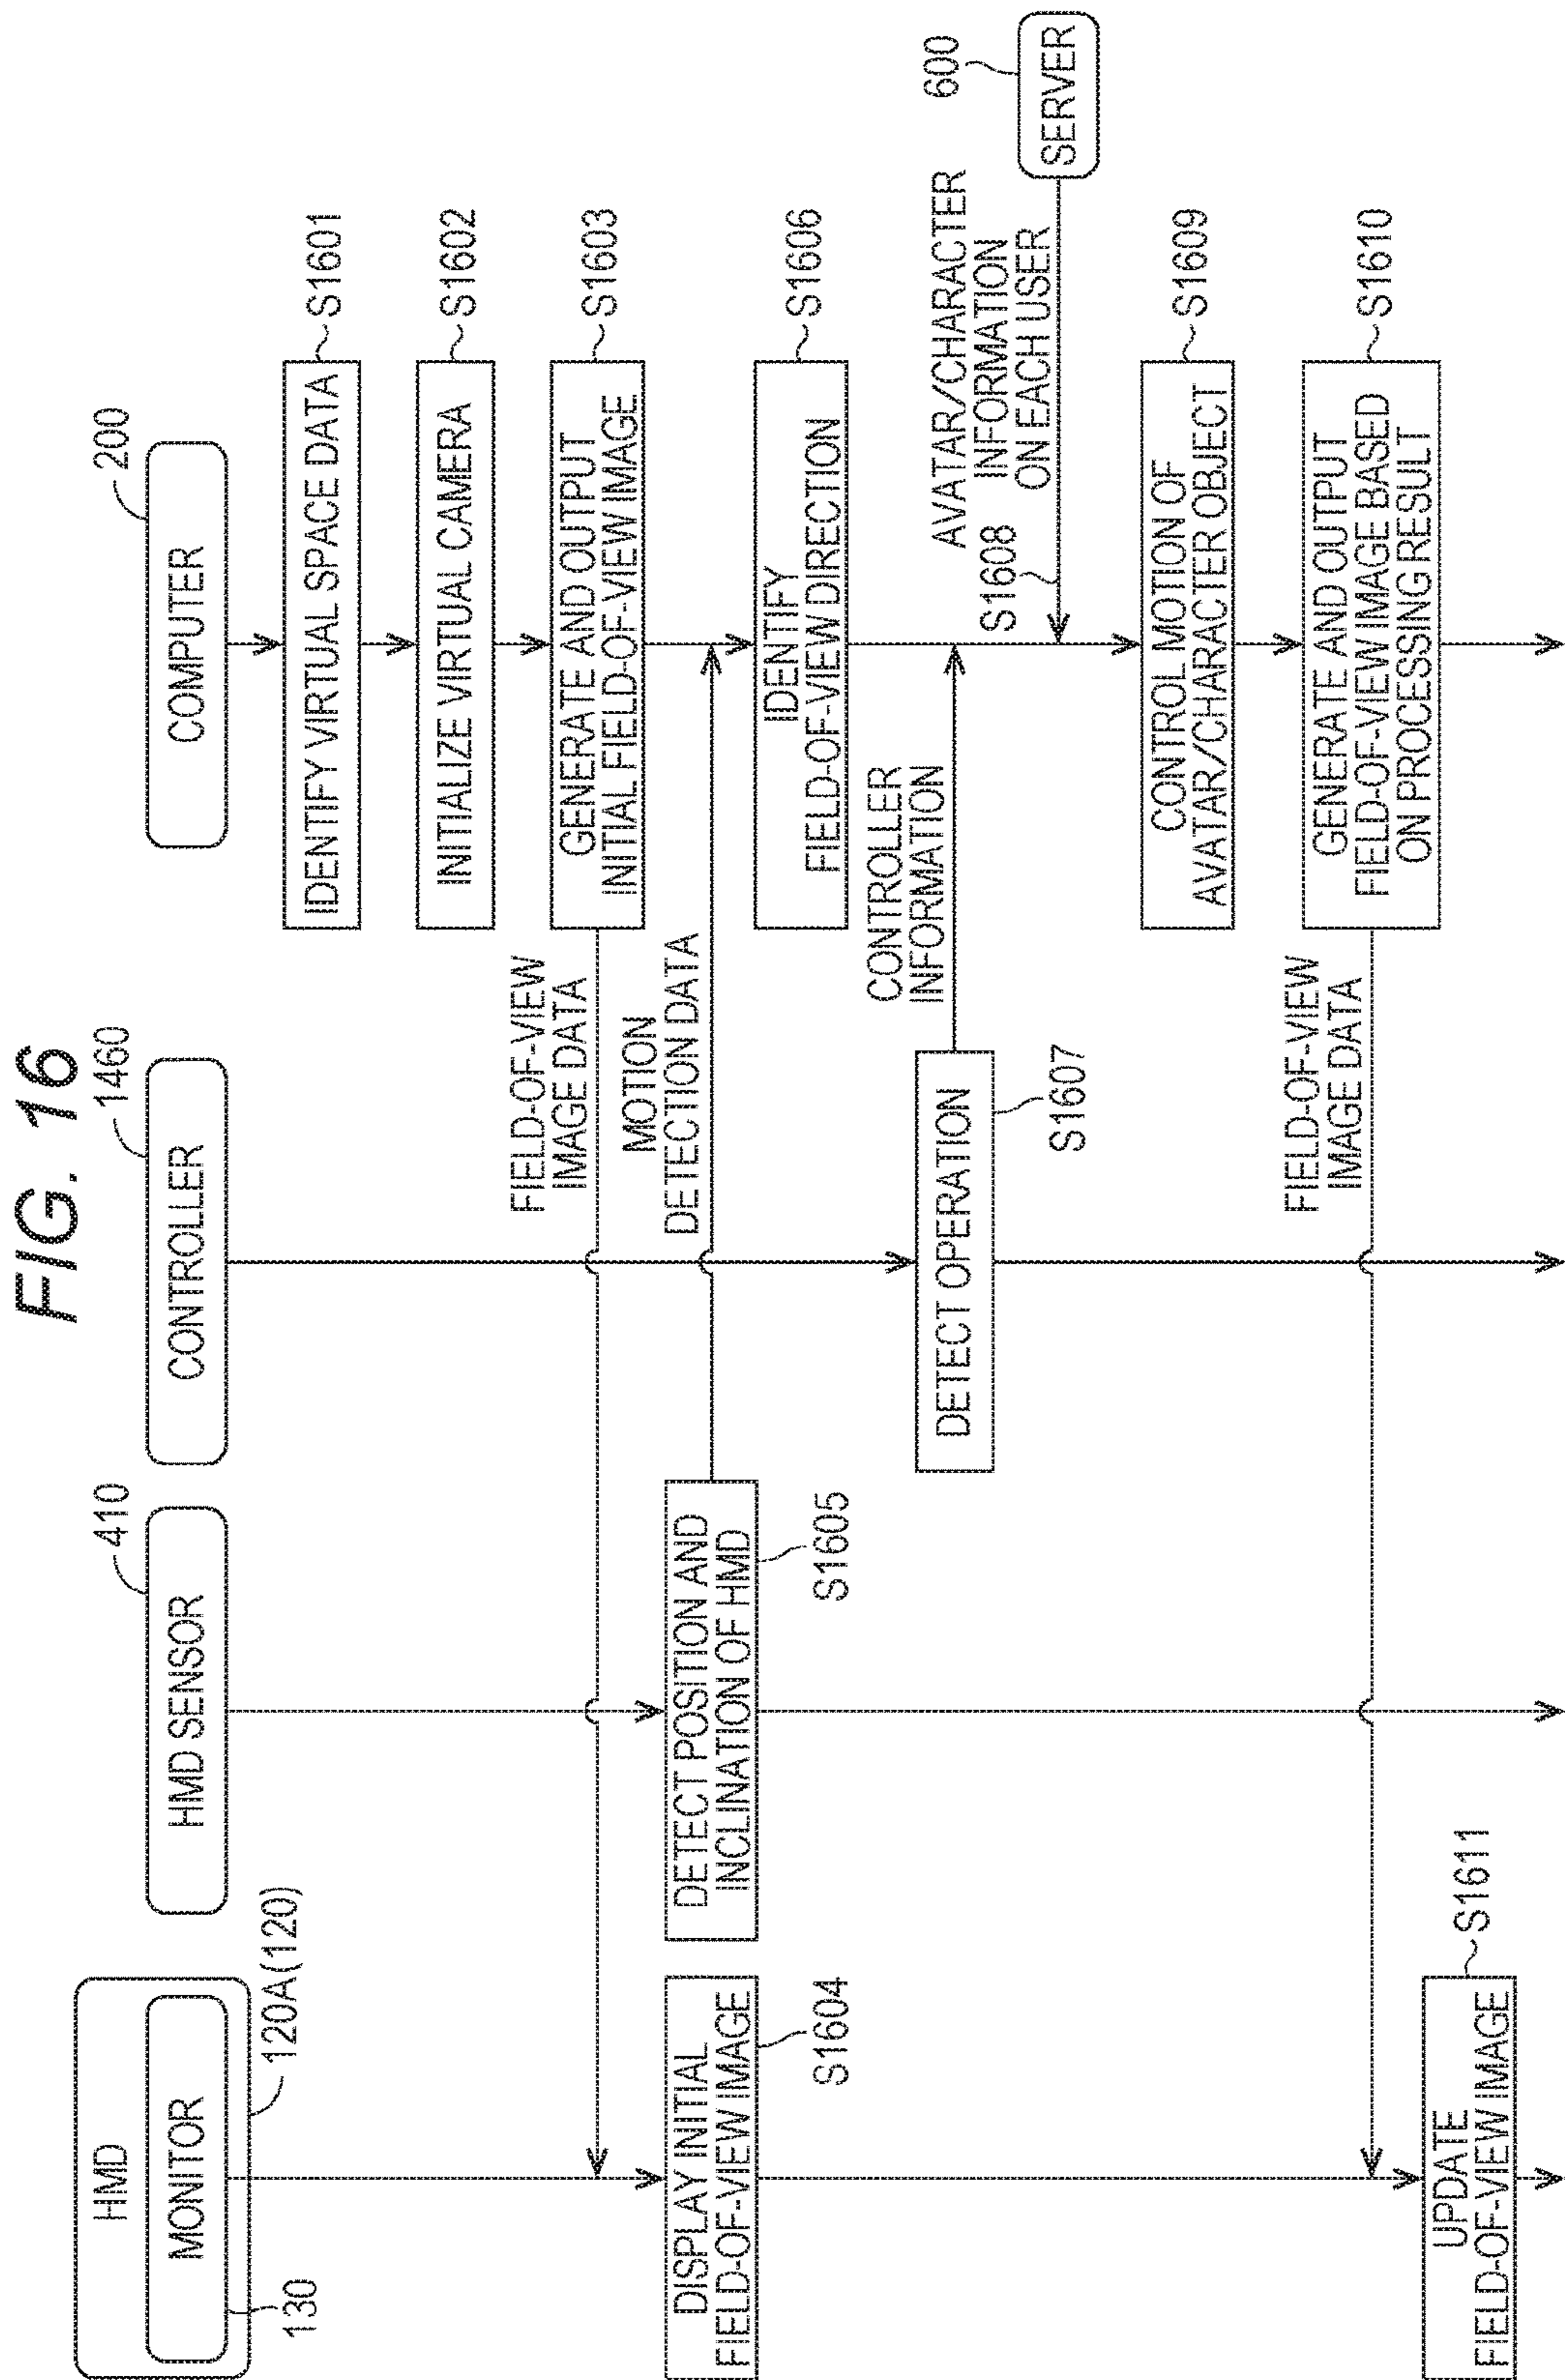 FIG. 16
HMD
MONITOR
130
120A(120)
HMD SENSOR
410
CONTROLLER
1460
COMPUTER
200
IDENTIFY VIRTUAL SPACE DATA
S1601
INITIALIZE VIRTUAL CAMERA
S1602
GENERATE AND OUTPUT
INITIAL FIELD-OF-VIEW IMAGE
S1603
FIELD-OF-VIEW
IMAGE DATA
DISPLAY INITIAL
FIELD-OF-VIEW IMAGE
S1604
DETECT POSITION AND
INCLINATION OF HMD
S1605
MOTION
DETECTION DATA
IDENTIFY
FIELD-OF-VIEW DIRECTION
S1606
DETECT OPERATION
S1607
CONTROLLER
INFORMATION
S1608
AVATAR/CHARACTER
INFORMATION
ON EACH USER
600
SERVER
CONTROL MOTION OF
AVATAR/CHARACTER OBJECT
S1609
GENERATE AND OUTPUT
FIELD-OF-VIEW IMAGE BASED
ON PROCESSING RESULT
S1610
FIELD-OF-VIEW
IMAGE DATA
UPDATE
FIELD-OF-VIEW IMAGE
S1611